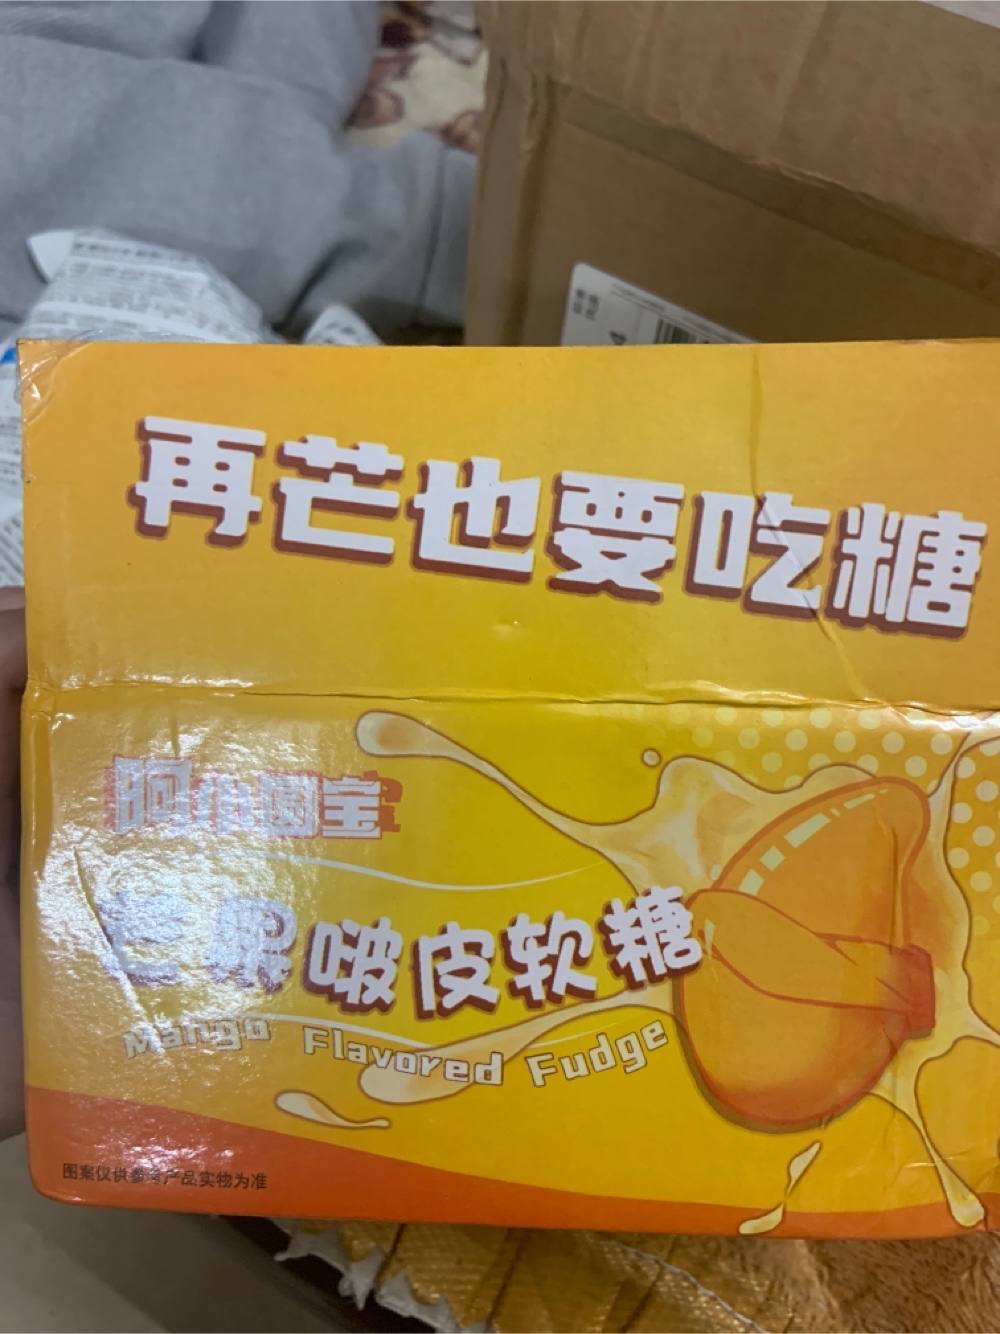 再芒也要吃糖
阿小圆宝
芒果啵皮软糖
Mango Flavored Fudge
图案仅供参考产品实物为准
4